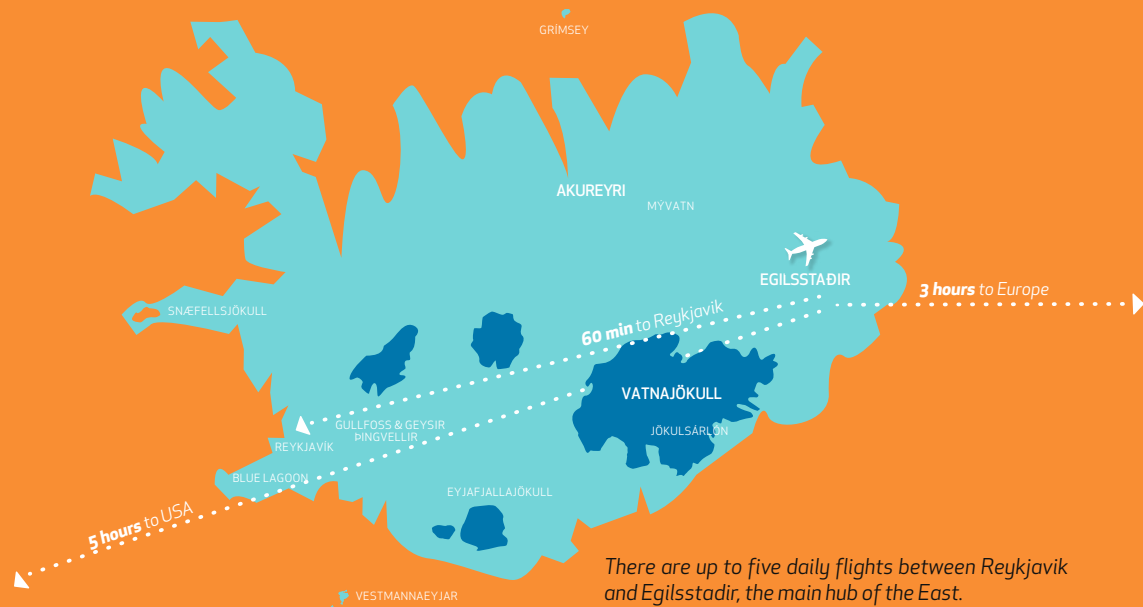 GRÍMSEY
AKUREYRI
MÝVATN
EGILSSTAÐIR
3 hours to Europe
SNÆFELLSJÖKULL
60 min to Reykjavik
VATNAJÖKULL
GULLFOSS & GEYSIR
ÞINGVELLIR
JÖKULSÁRLÓN
REYKJAVÍK
BLUE LAGOON
EYJAFJALLAJÖKULL
5 hours to USA
There are up to five daily flights between Reykjavik
and Egilsstadir, the main hub of the East.
VESTMANNAEYJAR